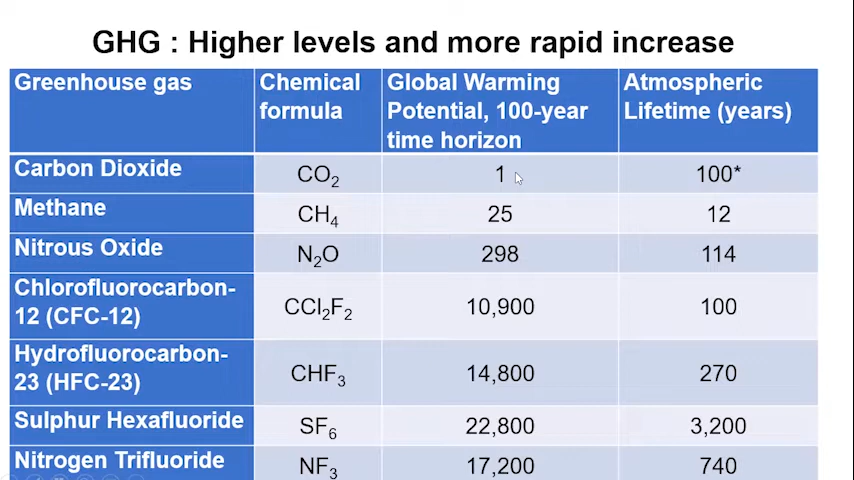 GHG : Higher levels and more rapid increase
Greenhouse gas
Chemical
formula
Global Warming
Potential, 100-year
time horizon
Atmospheric
Lifetime (years)
Carbon Dioxide
CO₂
1
100*
Methane
CH₄
25
12
Nitrous Oxide
N₂O
298
114
Chlorofluorocarbon-
12 (CFC-12)
CCl₂F₂
10,900
100
Hydrofluorocarbon-
23 (HFC-23)
CHF₃
14,800
270
Sulphur Hexafluoride
SF₆
22,800
3,200
Nitrogen Trifluoride
NF₃
17,200
740